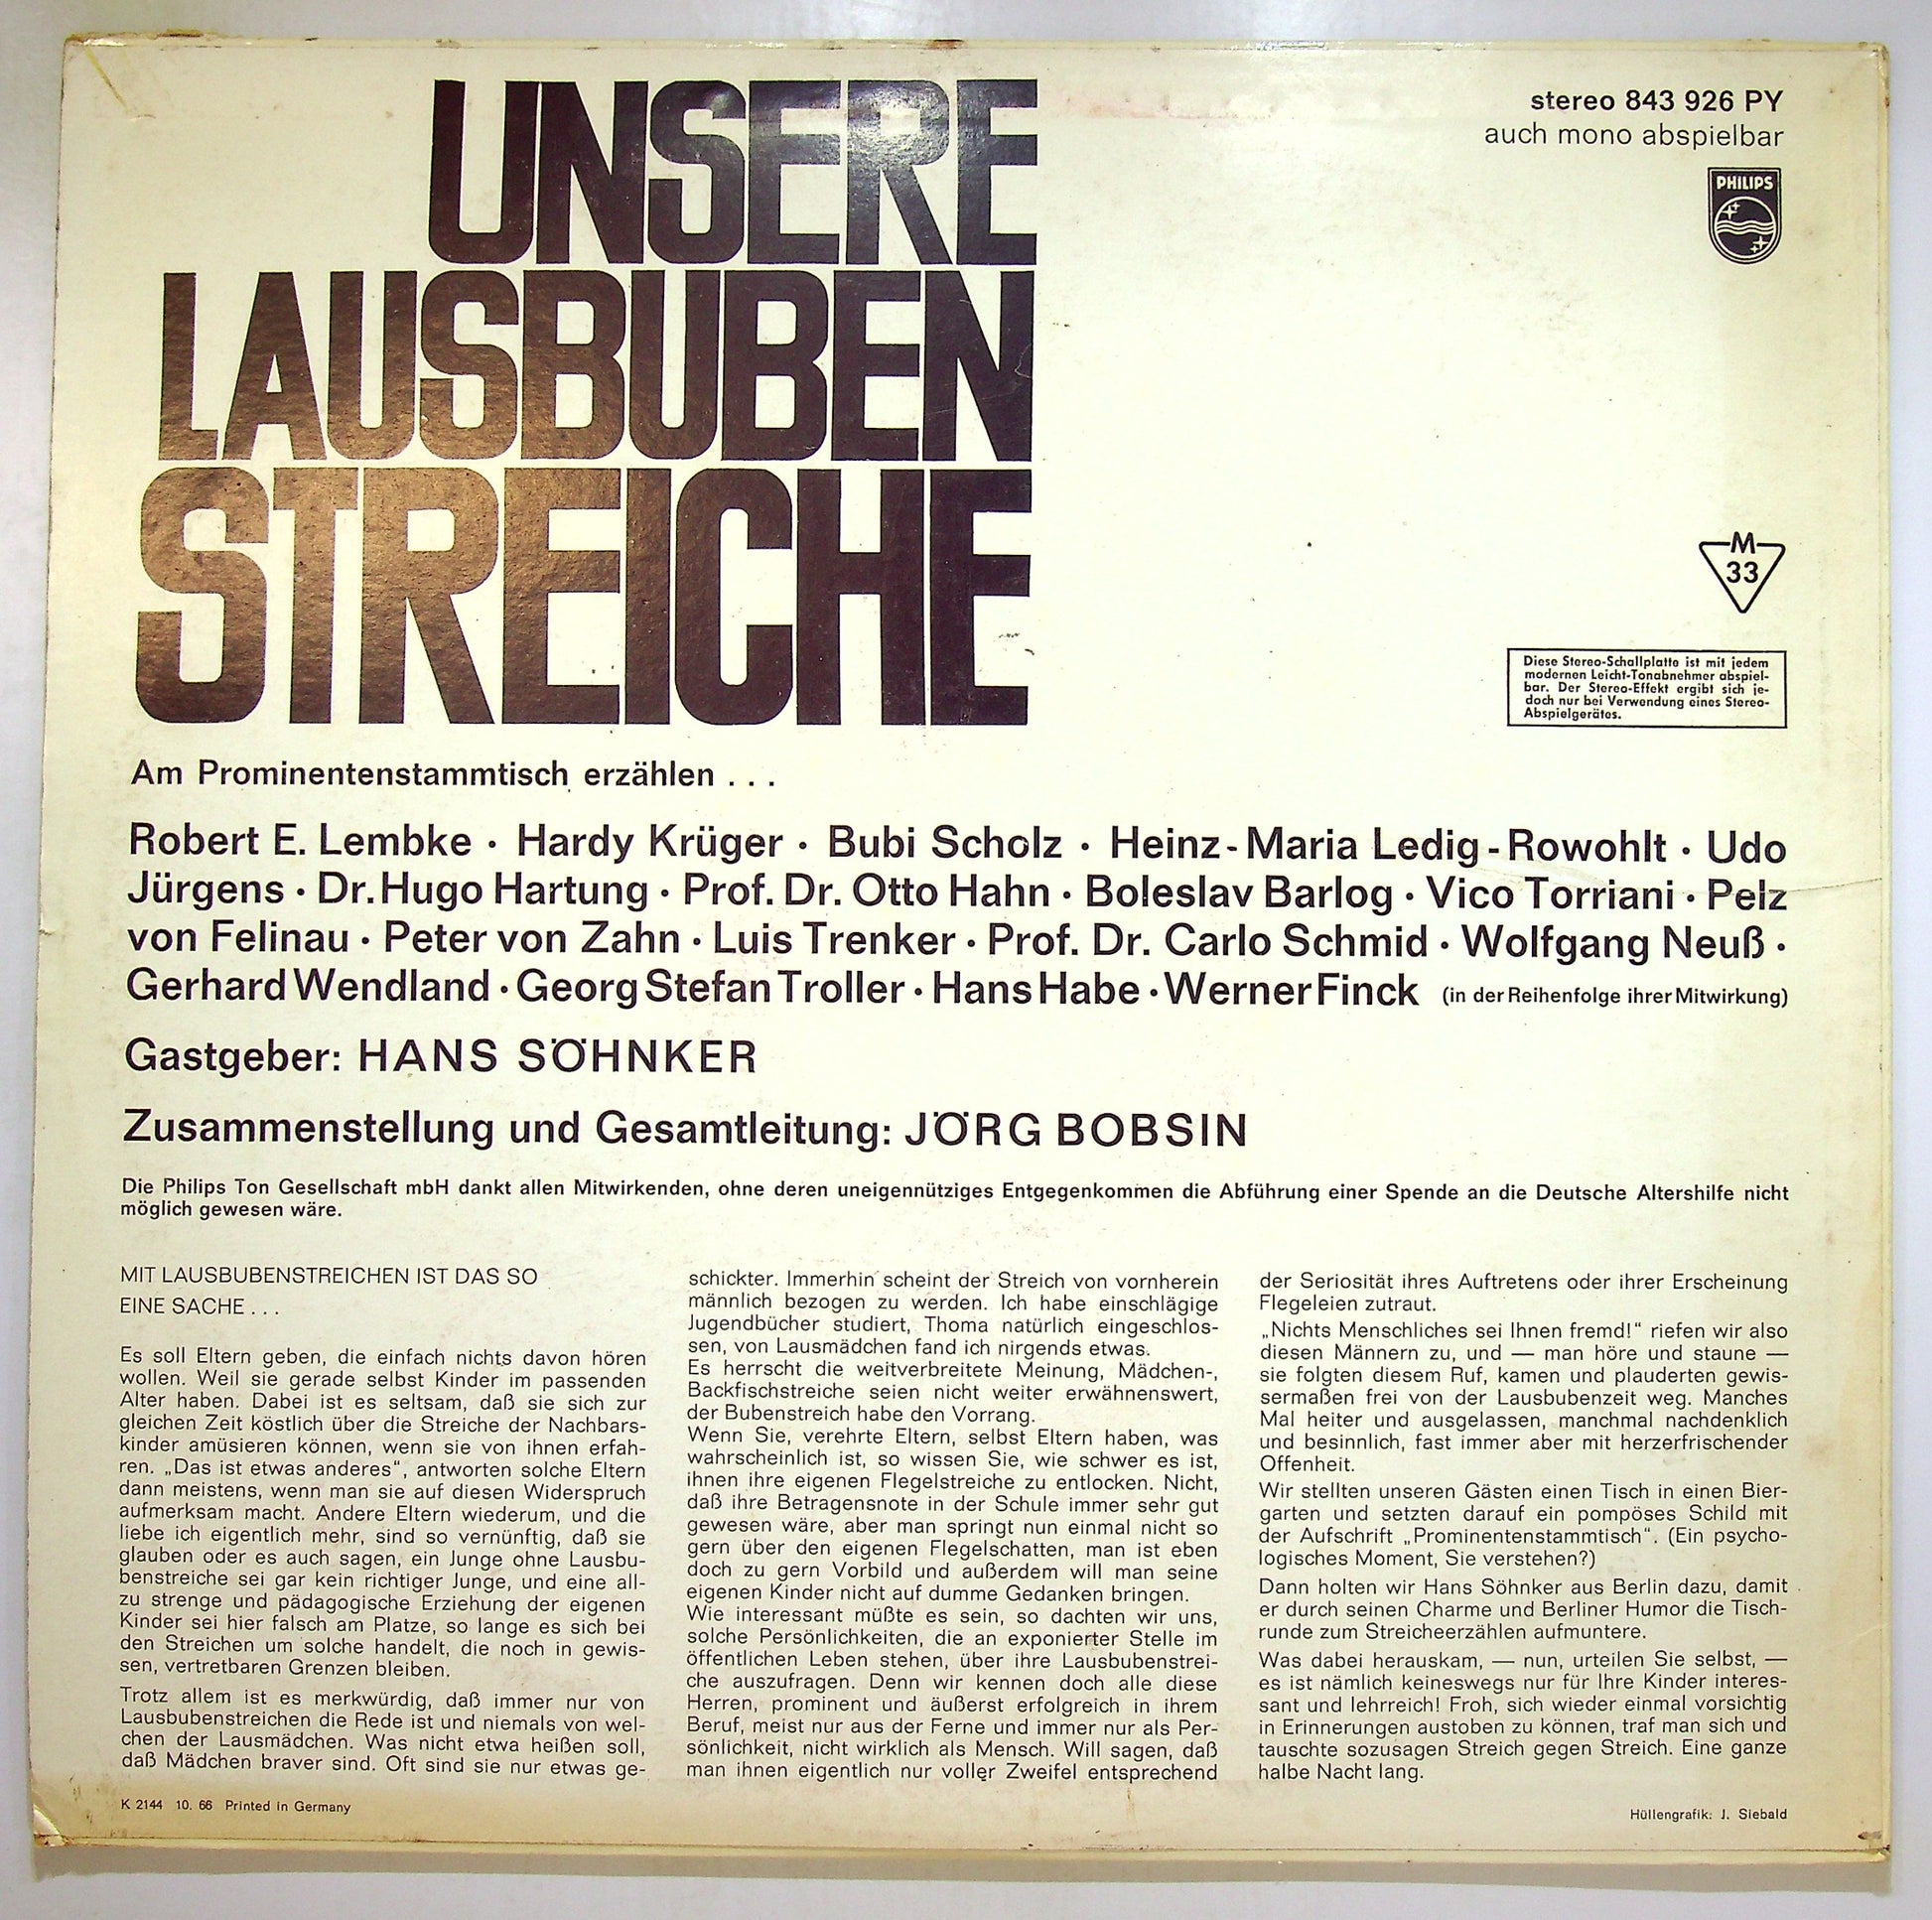 UNSERE
LAUSBUBEN
STREICHE
stereo 843 926 PY
auch mono abspielbar
PHILIPS
M
33
Diese Stereo-Schallplatte ist mit jedem
modernen Leicht-Tonabnehmer abspiel-
bar. Der Stereo-Effekt ergibt sich je-
doch nur bei Verwendung eines Stereo-
Abspielgerätes.
Am Prominentenstammtisch erzählen . . .
Robert E. Lembke · Hardy Krüger · Bubi Scholz · Heinz-Maria Ledig-Rowohlt · Udo
Jürgens · Dr. Hugo Hartung · Prof. Dr. Otto Hahn · Boleslav Barlog · Vico Torriani · Pelz
von Felinau · Peter von Zahn · Luis Trenker · Prof. Dr. Carlo Schmid · Wolfgang Neuß ·
Gerhard Wendland · Georg Stefan Troller · Hans Habe · Werner Finck (in der Reihenfolge ihrer Mitwirkung)
Gastgeber: HANS SÖHNKER
Zusammenstellung und Gesamtleitung: JÖRG BOBSIN
Die Philips Ton Gesellschaft mbH dankt allen Mitwirkenden, ohne deren uneigennütziges Entgegenkommen die Abführung einer Spende an die Deutsche Altershilfe nicht
möglich gewesen wäre.
MIT LAUSBUBENSTREICHEN IST DAS SO
EINE SACHE . . .
Es soll Eltern geben, die einfach nichts davon hören
wollen. Weil sie gerade selbst Kinder im passenden
Alter haben. Dabei ist es seltsam, daß sie sich zur
gleichen Zeit köstlich über die Streiche der Nachbars-
kinder amüsieren können, wenn sie von ihnen erfah-
ren. „Das ist etwas anderes“, antworten solche Eltern
dann meistens, wenn man sie auf diesen Widerspruch
aufmerksam macht. Andere Eltern wiederum, und die
liebe ich eigentlich mehr, sind so vernünftig, daß sie
glauben oder es auch sagen, ein Junge ohne Lausbu-
benstreiche sei gar kein richtiger Junge, und eine all-
zu strenge und pädagogische Erziehung der eigenen
Kinder sei hier falsch am Platze, so lange es sich bei
den Streichen um solche handelt, die noch in gewis-
sen, vertretbaren Grenzen bleiben.
Trotz allem ist es merkwürdig, daß immer nur von
Lausbubenstreichen die Rede ist und niemals von wel-
chen der Lausmädchen. Was nicht etwa heißen soll,
daß Mädchen braver sind. Oft sind sie nur etwas ge-
schickter. Immerhin scheint der Streich von vornherein
männlich bezogen zu werden. Ich habe einschlägige
Jugendbücher studiert, Thoma natürlich eingeschlos-
sen, von Lausmädchen fand ich nirgends etwas.
Es herrscht die weitverbreitete Meinung, Mädchen-,
Backfischstreiche seien nicht weiter erwähnenswert,
der Bubenstreich habe den Vorrang.
Wenn Sie, verehrte Eltern, selbst Eltern haben, was
wahrscheinlich ist, so wissen Sie, wie schwer es ist,
ihnen ihre eigenen Flegelstreiche zu entlocken. Nicht,
daß ihre Betragensnote in der Schule immer sehr gut
gewesen wäre, aber man springt nun einmal nicht so
gern über den eigenen Flegelschatten, man ist eben
doch zu gern Vorbild und außerdem will man seine
eigenen Kinder nicht auf dumme Gedanken bringen.
Wie interessant müßte es sein, so dachten wir uns,
solche Persönlichkeiten, die an exponierter Stelle im
öffentlichen Leben stehen, über ihre Lausbubenstrei-
che auszufragen. Denn wir kennen doch alle diese
Herren, prominent und äußerst erfolgreich in ihrem
Beruf, meist nur aus der Ferne und immer nur als Per-
sönlichkeit, nicht wirklich als Mensch. Will sagen, daß
man ihnen eigentlich nur voller Zweifel entsprechend
der Seriosität ihres Auftretens oder ihrer Erscheinung
Flegeleien zutraut.
„Nichts Menschliches sei Ihnen fremd!“ riefen wir also
diesen Männern zu, und — man höre und staune —
sie folgten diesem Ruf, kamen und plauderten gewis-
sermaßen frei von der Lausbubenzeit weg. Manches
Mal heiter und ausgelassen, manchmal nachdenklich
und besinnlich, fast immer aber mit herzerfrischender
Offenheit.
Wir stellten unseren Gästen einen Tisch in einen Bier-
garten und setzten darauf ein pompöses Schild mit
der Aufschrift „Prominentenstammtisch“. (Ein psycho-
logisches Moment, Sie verstehen?)
Dann holten wir Hans Söhnker aus Berlin dazu, damit
er durch seinen Charme und Berliner Humor die Tisch-
runde zum Streicheerzählen aufmuntere.
Was dabei herauskam, — nun, urteilen Sie selbst, —
es ist nämlich keineswegs nur für Ihre Kinder interes-
sant und lehrreich! Froh, sich wieder einmal vorsichtig
in Erinnerungen austoben zu können, traf man sich und
tauschte sozusagen Streich gegen Streich. Eine ganze
halbe Nacht lang.
K 2144 10. 66 Printed in Germany
Hüllengrafik: J. Siebald